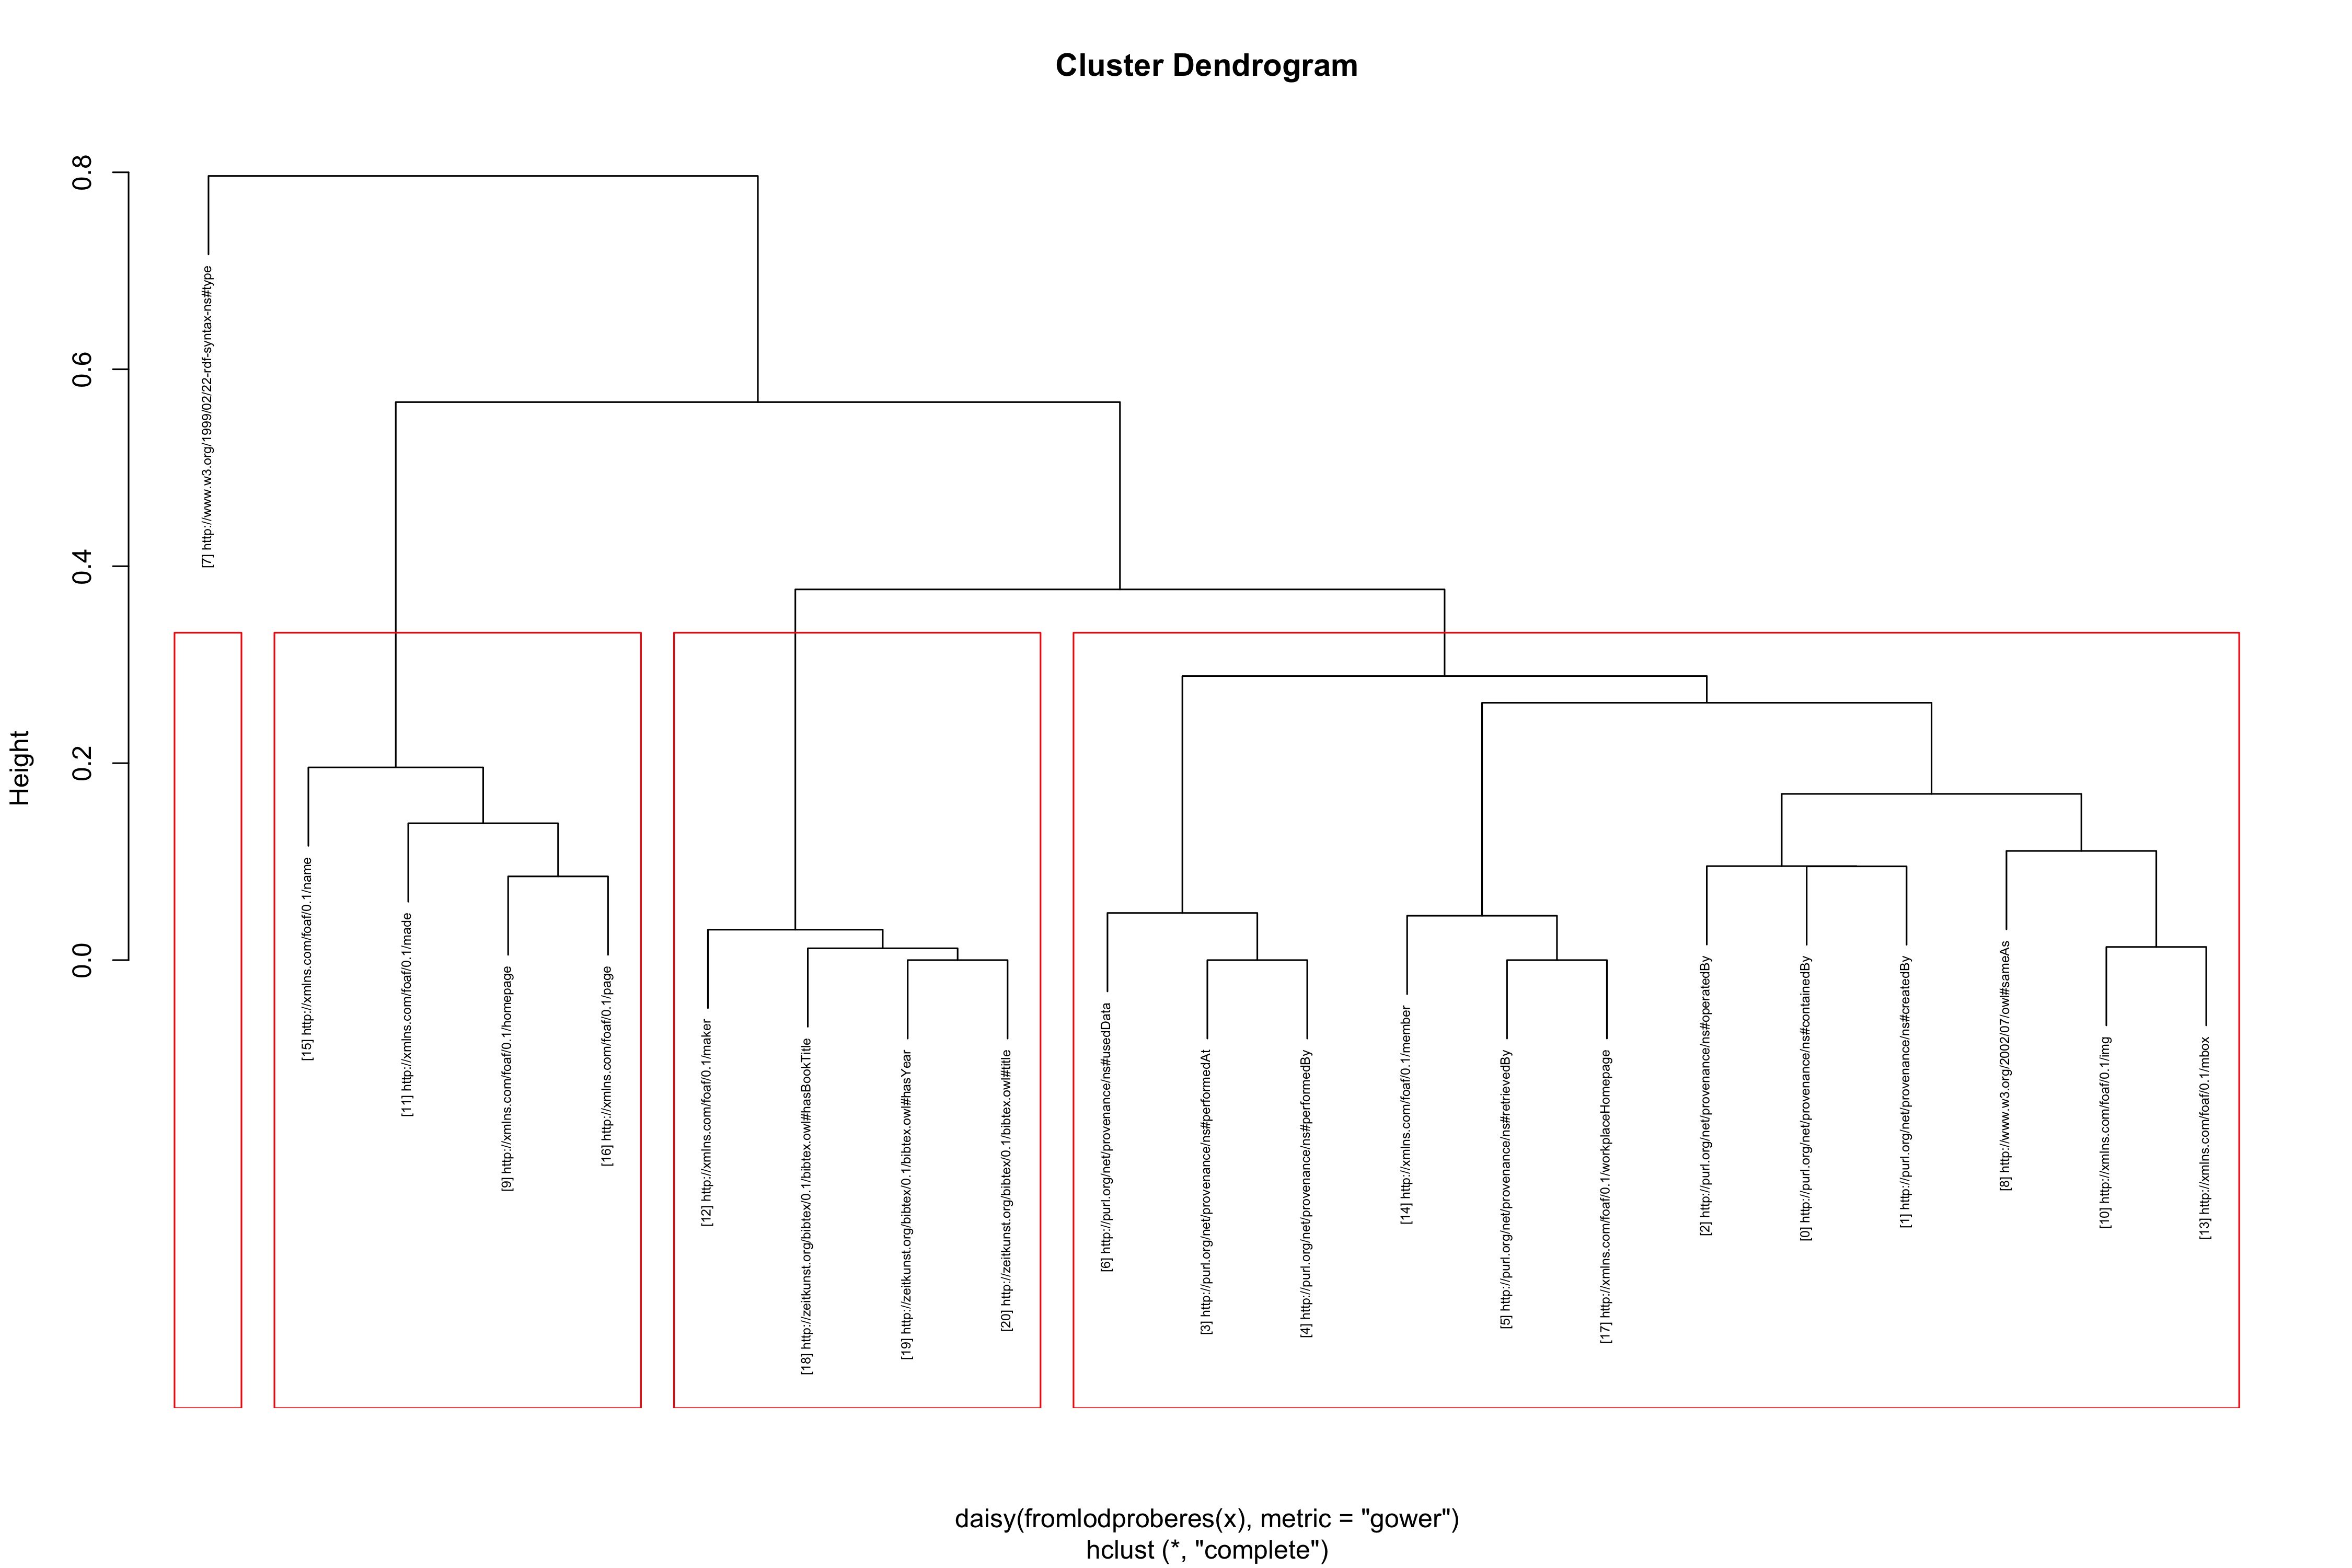 Cluster Dendrogram
Height
0.8
0.6
0.4
0.2
0.0
[7] http://www.w3.org/1999/02/22-rdf-syntax-ns#type
[15] http://xmlns.com/foaf/0.1/name
[11] http://xmlns.com/foaf/0.1/made
[9] http://xmlns.com/foaf/0.1/homepage
[16] http://xmlns.com/foaf/0.1/page
[12] http://xmlns.com/foaf/0.1/maker
[18] http://zeitkunst.org/bibtex/0.1/bibtex.owl#hasBookTitle
[19] http://zeitkunst.org/bibtex/0.1/bibtex.owl#hasYear
[20] http://zeitkunst.org/bibtex/0.1/bibtex.owl#title
[6] http://purl.org/net/provenance/ns#usedData
[3] http://purl.org/net/provenance/ns#performedAt
[4] http://purl.org/net/provenance/ns#performedBy
[14] http://xmlns.com/foaf/0.1/member
[5] http://purl.org/net/provenance/ns#retrievedBy
[17] http://xmlns.com/foaf/0.1/workplaceHomepage
[2] http://purl.org/net/provenance/ns#operatedBy
[0] http://purl.org/net/provenance/ns#containedBy
[1] http://purl.org/net/provenance/ns#createdBy
[8] http://www.w3.org/2002/07/owl#sameAs
[10] http://xmlns.com/foaf/0.1/img
[13] http://xmlns.com/foaf/0.1/mbox
daisy(fromlodproberes(x), metric = "gower")
hclust (*, "complete")